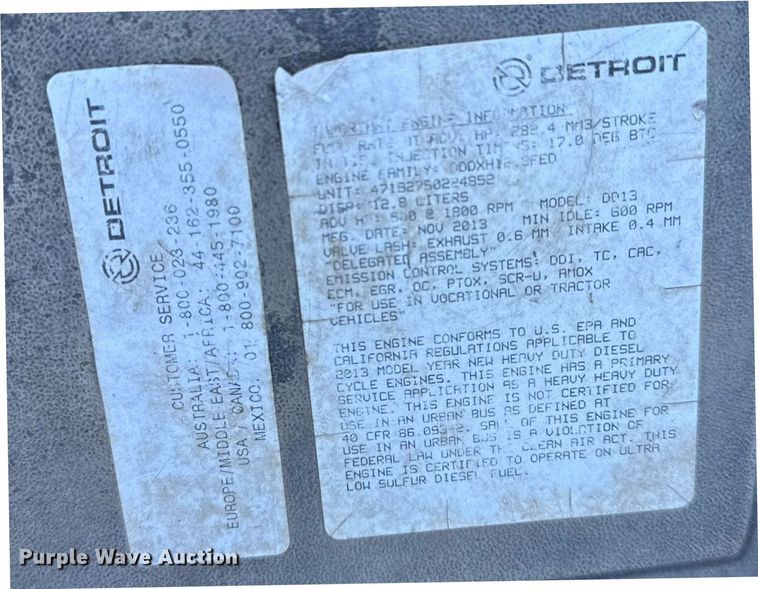 DETROIT
CUSTOMER SERVICE
AUSTRALIA: 1-800-023-236
EUROPE/MIDDLE EAST/AFRICA: 44-162-355-0550
USA / CANADA: 1-800-445-1980
MEXICO: 01 800-902-7100
DETROIT
ENGINE INFORMATION
RATE AT ADV. HP: 282.4 MM3/STROKE
INJECTION TIMING: 17.0 DEG BTC
ENGINE FAMILY:
UNIT: 471927S0244852
DISP: 12.8 LITERS MODEL: DD13
ADV HP: @ 1800 RPM MIN IDLE: 600 RPM
MFG. DATE: NOV 2013
VALVE LASH: EXHAUST 0.6 MM INTAKE 0.4 MM
"DELEGATED ASSEMBLY"
EMISSION CONTROL SYSTEMS: DDI, TC, CAC,
ECM, EGR, OC, PTOX, SCR-U, AMOX
"FOR USE IN VOCATIONAL OR TRACTOR
VEHICLES"
THIS ENGINE CONFORMS TO U.S. EPA AND
CALIFORNIA REGULATIONS APPLICABLE TO
2013 MODEL YEAR NEW HEAVY DUTY DIESEL
CYCLE ENGINES. THIS ENGINE HAS A PRIMARY
SERVICE APPLICATION AS A HEAVY HEAVY DUTY
ENGINE. THIS ENGINE IS NOT CERTIFIED FOR
USE IN AN URBAN BUS AS DEFINED AT
40 CFR 86.093-2. SALE OF THIS ENGINE FOR
USE IN AN URBAN BUS IS A VIOLATION OF
FEDERAL LAW UNDER THE CLEAN AIR ACT. THIS
ENGINE IS CERTIFIED TO OPERATE ON ULTRA
LOW SULFUR DIESEL FUEL.
Purple Wave Auction